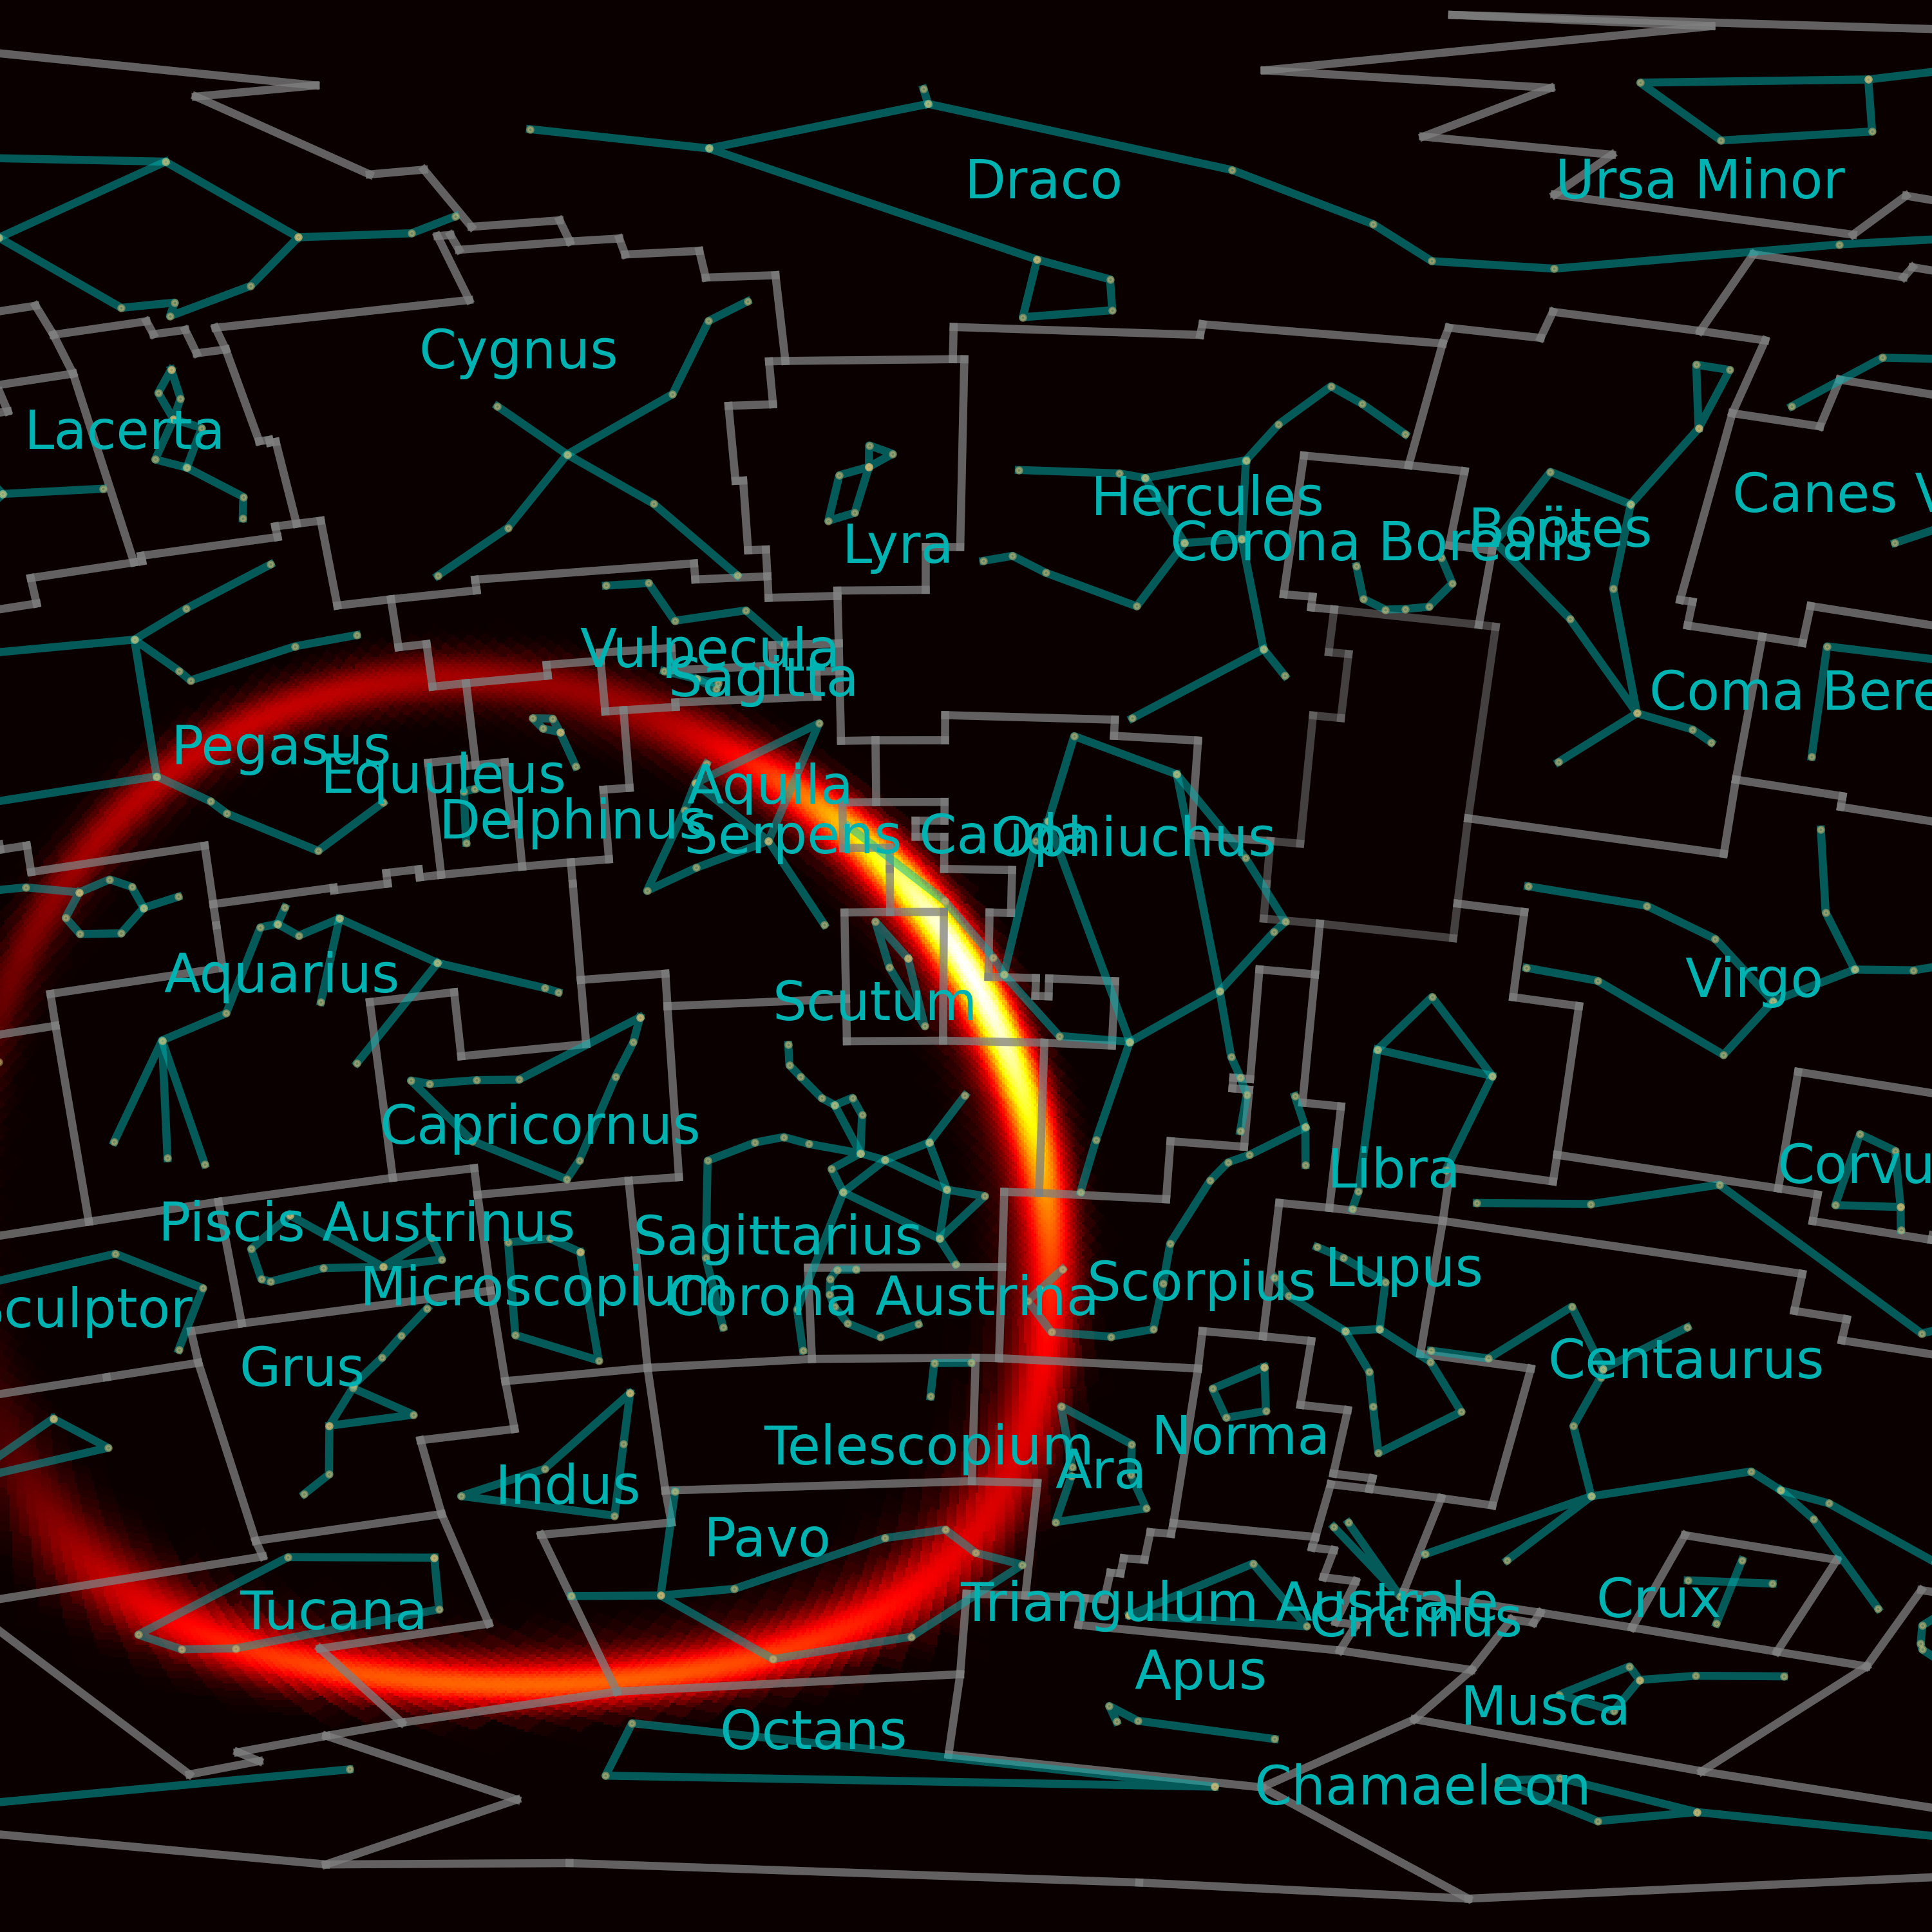 Draco
Ursa Minor
Cygnus
Lacerta
Hercules
Canes V
Boötes
Corona Borealis
Lyra
Vulpecula
Sagitta
Coma Bere
Pegasus
Equuleus
Aquila
Delphinus
Serpens Cauda
Ophiuchus
Aquarius
Virgo
Scutum
Capricornus
Libra
Corvu
Piscis Austrinus
Sagittarius
Lupus
Scorpius
Microscopium
Corona Austrina
Sculptor
Grus
Centaurus
Norma
Telescopium
Ara
Indus
Pavo
Crux
Triangulum Australe
Tucana
Circinus
Apus
Musca
Octans
Chamaeleon